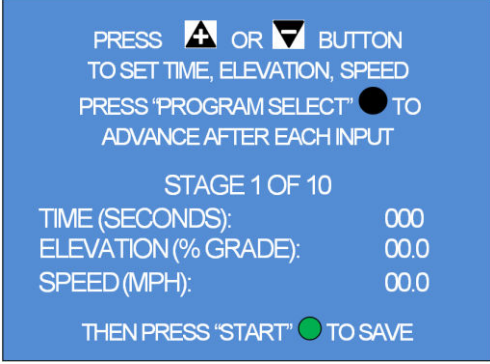 PRESS + OR - BUTTON
TO SET TIME, ELEVATION, SPEED
PRESS "PROGRAM SELECT" TO
ADVANCE AFTER EACH INPUT
STAGE 1 OF 10
TIME (SECONDS): 000
ELEVATION (% GRADE): 00.0
SPEED (MPH): 00.0
THEN PRESS "START" TO SAVE